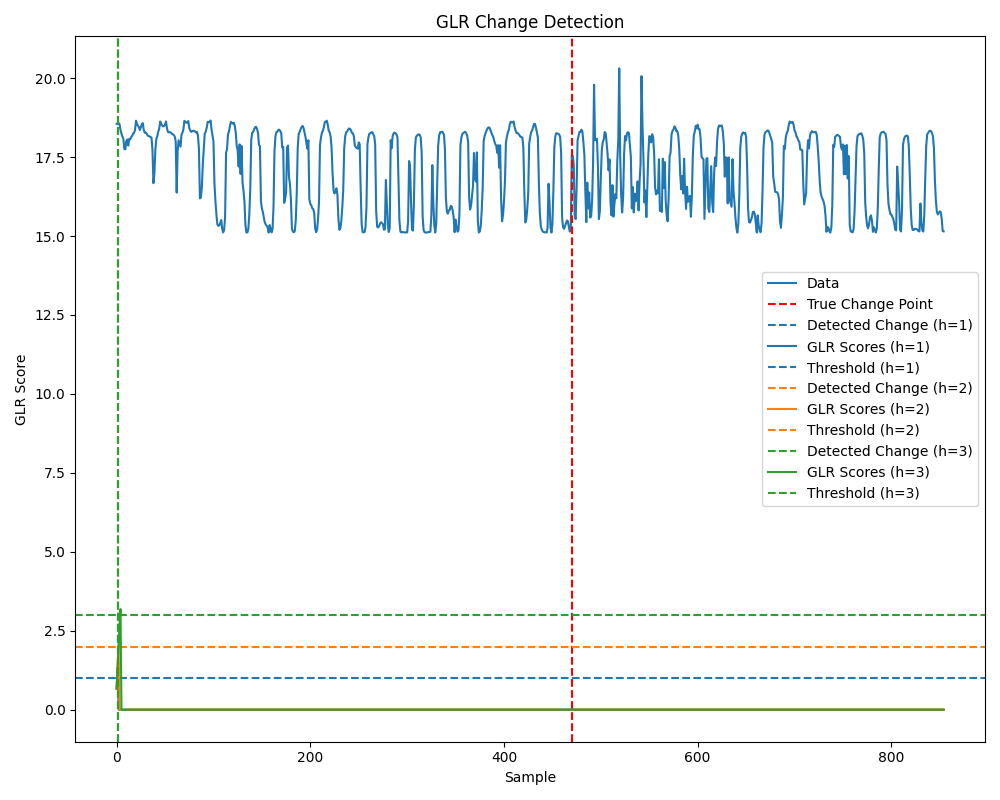 GLR Change Detection
20.0
17.5
15.0
12.5
10.0
7.5
5.0
2.5
0.0
GLR Score
Data
True Change Point
Detected Change (h=1)
GLR Scores (h=1)
Threshold (h=1)
Detected Change (h=2)
GLR Scores (h=2)
Threshold (h=2)
Detected Change (h=3)
GLR Scores (h=3)
Threshold (h=3)
0 200 400 600 800
Sample